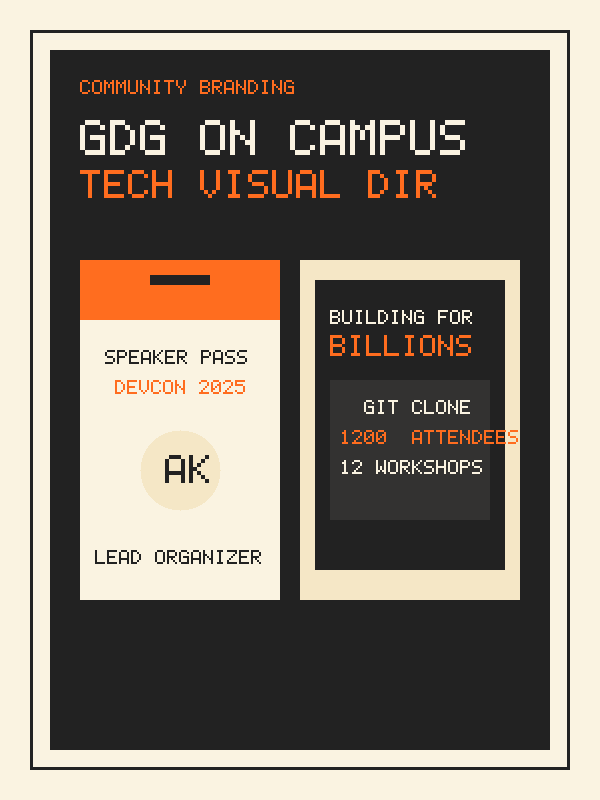 COMMUNITY BRANDING
GDG ON CAMPUS
TECH VISUAL DIR
SPEAKER PASS
DEVCON 2025
AK
LEAD ORGANIZER
BUILDING FOR
BILLIONS
GIT CLONE
1200 ATTENDEES
12 WORKSHOPS